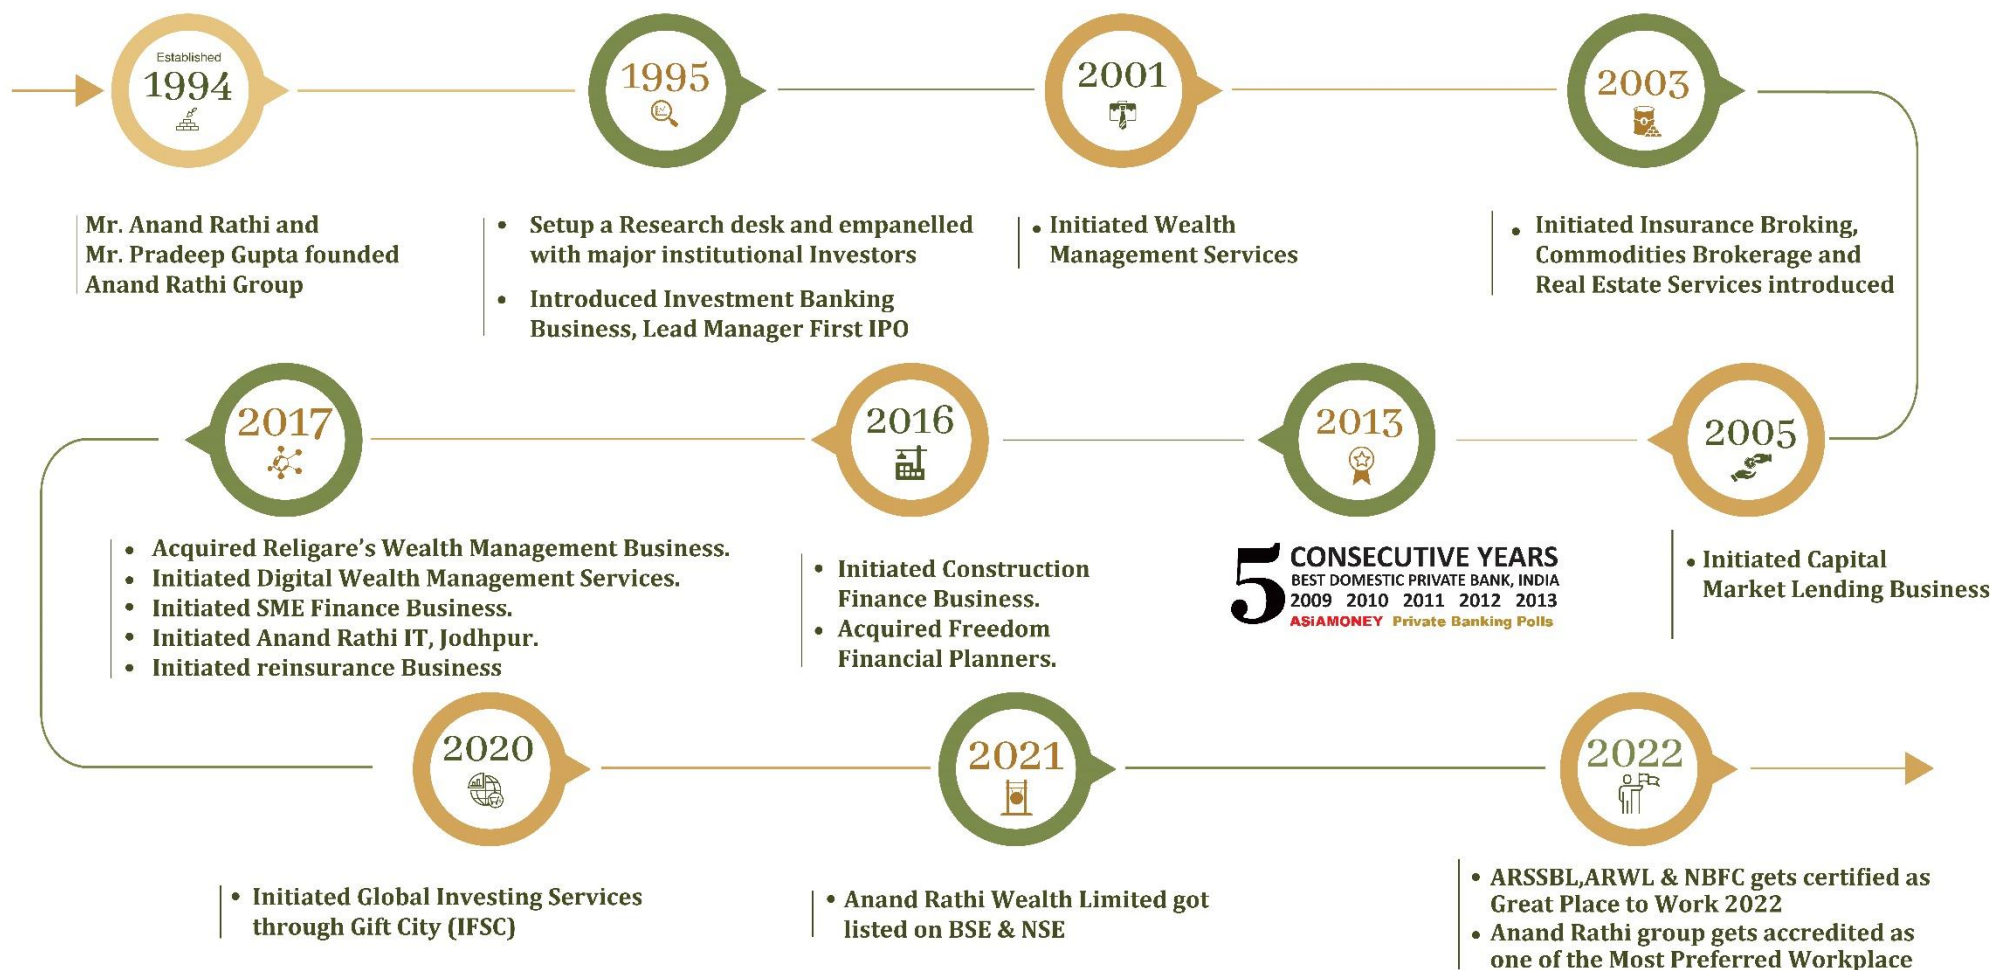 Established
1994
Mr. Anand Rathi and
Mr. Pradeep Gupta founded
Anand Rathi Group
1995
• Setup a Research desk and empanelled
with major institutional Investors
• Introduced Investment Banking
Business, Lead Manager First IPO
2001
• Initiated Wealth
Management Services
2003
• Initiated Insurance Broking,
Commodities Brokerage and
Real Estate Services introduced
2005
• Initiated Capital
Market Lending Business
2013
5 CONSECUTIVE YEARS
BEST DOMESTIC PRIVATE BANK, INDIA
2009 2010 2011 2012 2013
ASiAMONEY Private Banking Polls
2016
• Initiated Construction
Finance Business.
• Acquired Freedom
Financial Planners.
2017
• Acquired Religare's Wealth Management Business.
• Initiated Digital Wealth Management Services.
• Initiated SME Finance Business.
• Initiated Anand Rathi IT, Jodhpur.
• Initiated reinsurance Business
2020
• Initiated Global Investing Services
through Gift City (IFSC)
2021
• Anand Rathi Wealth Limited got
listed on BSE & NSE
2022
• ARSSBL,ARWL & NBFC gets certified as
Great Place to Work 2022
• Anand Rathi group gets accredited as
one of the Most Preferred Workplace